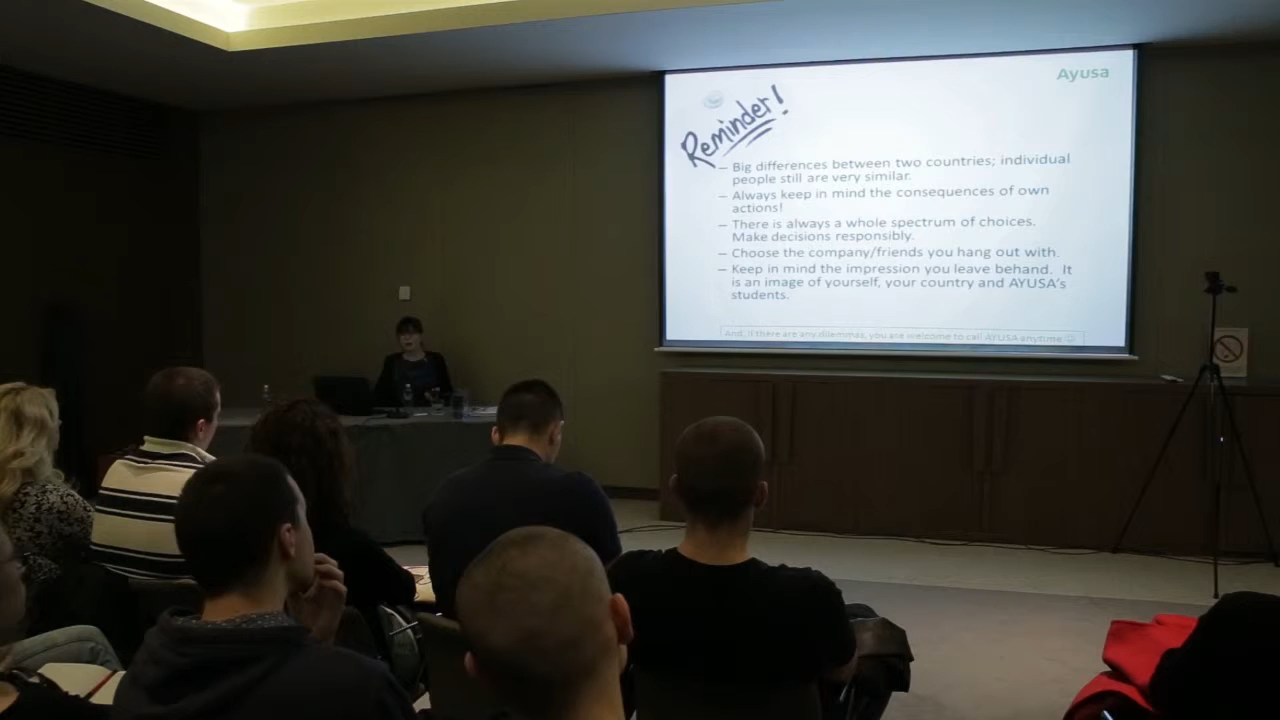 Ayusa
Reminder!
– Big differences between two countries; individual
people still are very similar.
– Always keep in mind the consequences of own
actions!
– There is always a whole spectrum of choices.
Make decisions responsibly.
– Choose the company/friends you hang out with.
– Keep in mind the impression you leave behand. It
is an image of yourself, your country and AYUSA's
students.
And, if there are any dilemmas, you are welcome to call AYUSA anytime ☺